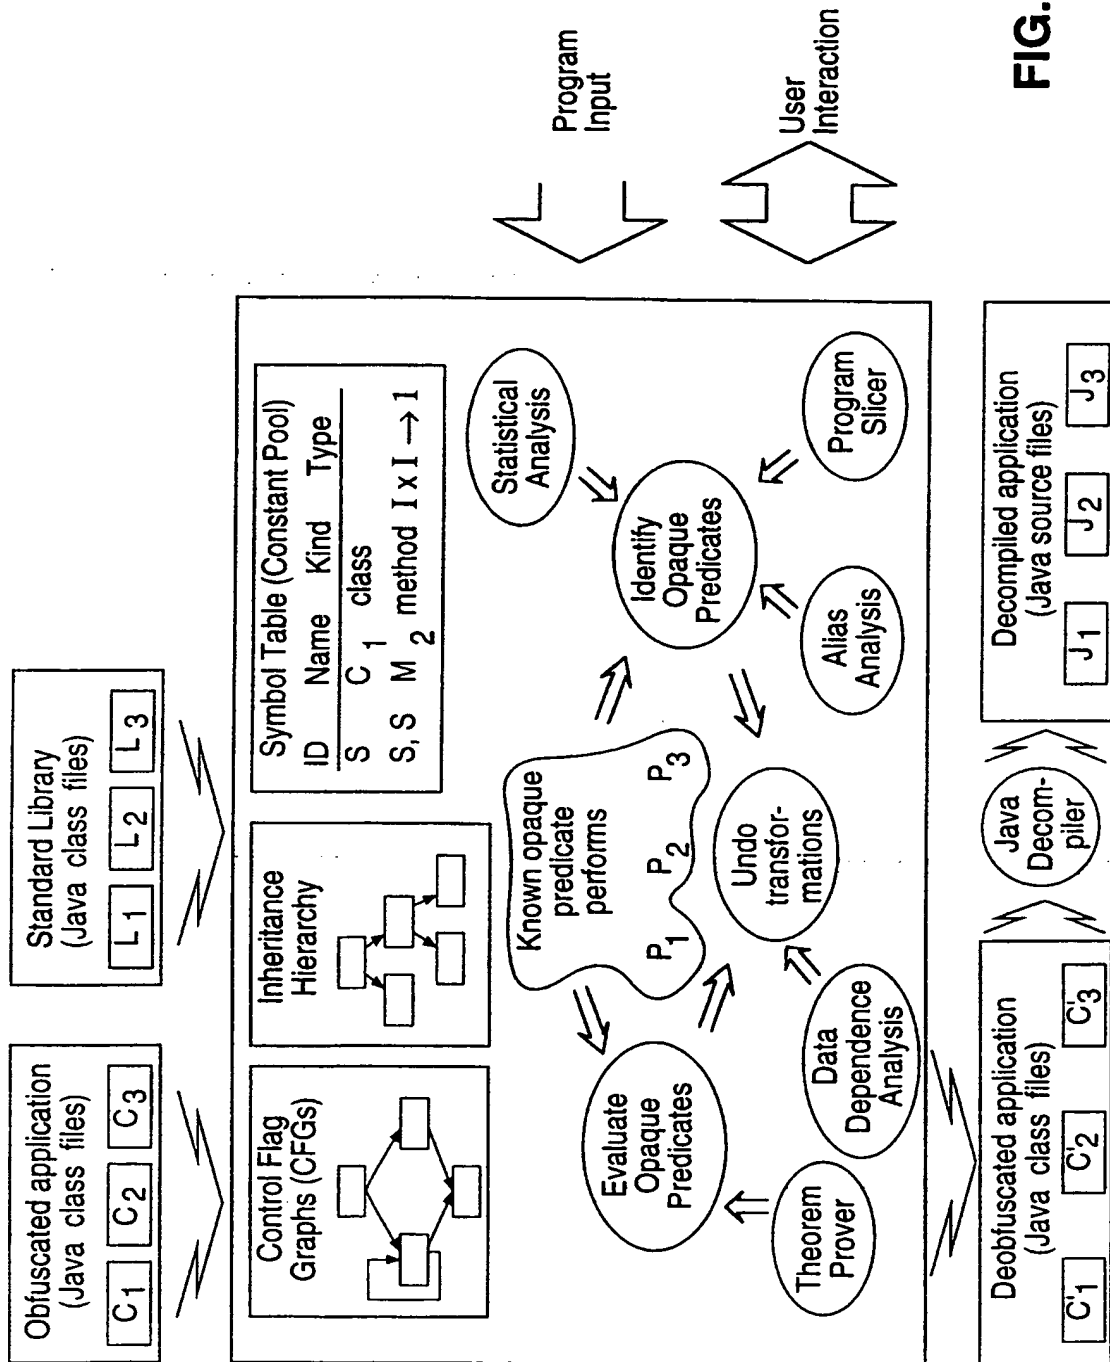 Obfuscated application
(Java class files)
C1 C2 C3
Standard Library
(Java class files)
L1 L2 L3
Control Flag
Graphs (CFGs)
Inheritance
Hierarchy
Symbol Table (Constant Pool)
ID Name Kind Type
S C1 class
S, S M2 method I x I → 1
Known opaque
predicate
performs
P1 P2 P3
Evaluate
Opaque
Predicates
Identify
Opaque
Predicates
Statistical
Analysis
Theorem
Prover
Data
Dependence
Analysis
Undo
transfor-
mations
Alias
Analysis
Program
Slicer
Program
Input
User
Interaction
Deobfuscated application
(Java class files)
C'1 C'2 C'3
Java
Decom-
piler
Decompiled application
(Java source files)
J1 J2 J3
FIG.